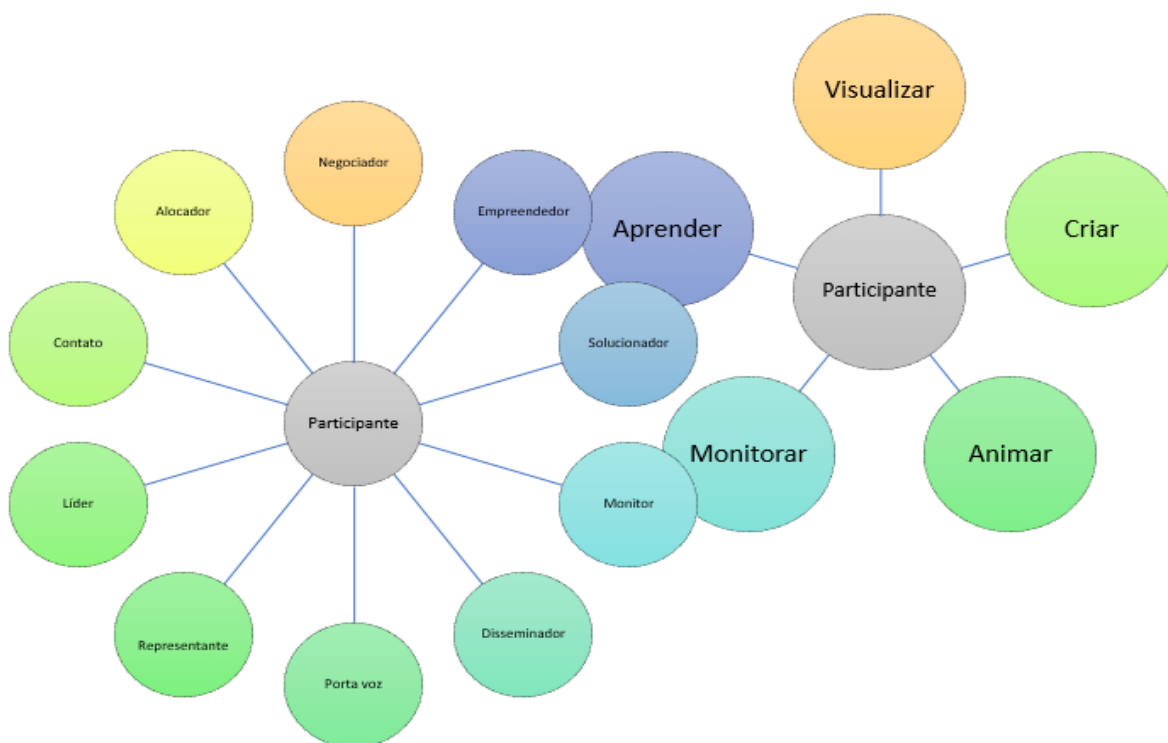 Visualizar
Negociador
Alocador
Empreendedor
Aprender
Criar
Participante
Contato
Solucionador
Participante
Monitorar
Animar
Líder
Monitor
Representante
Disseminador
Porta voz